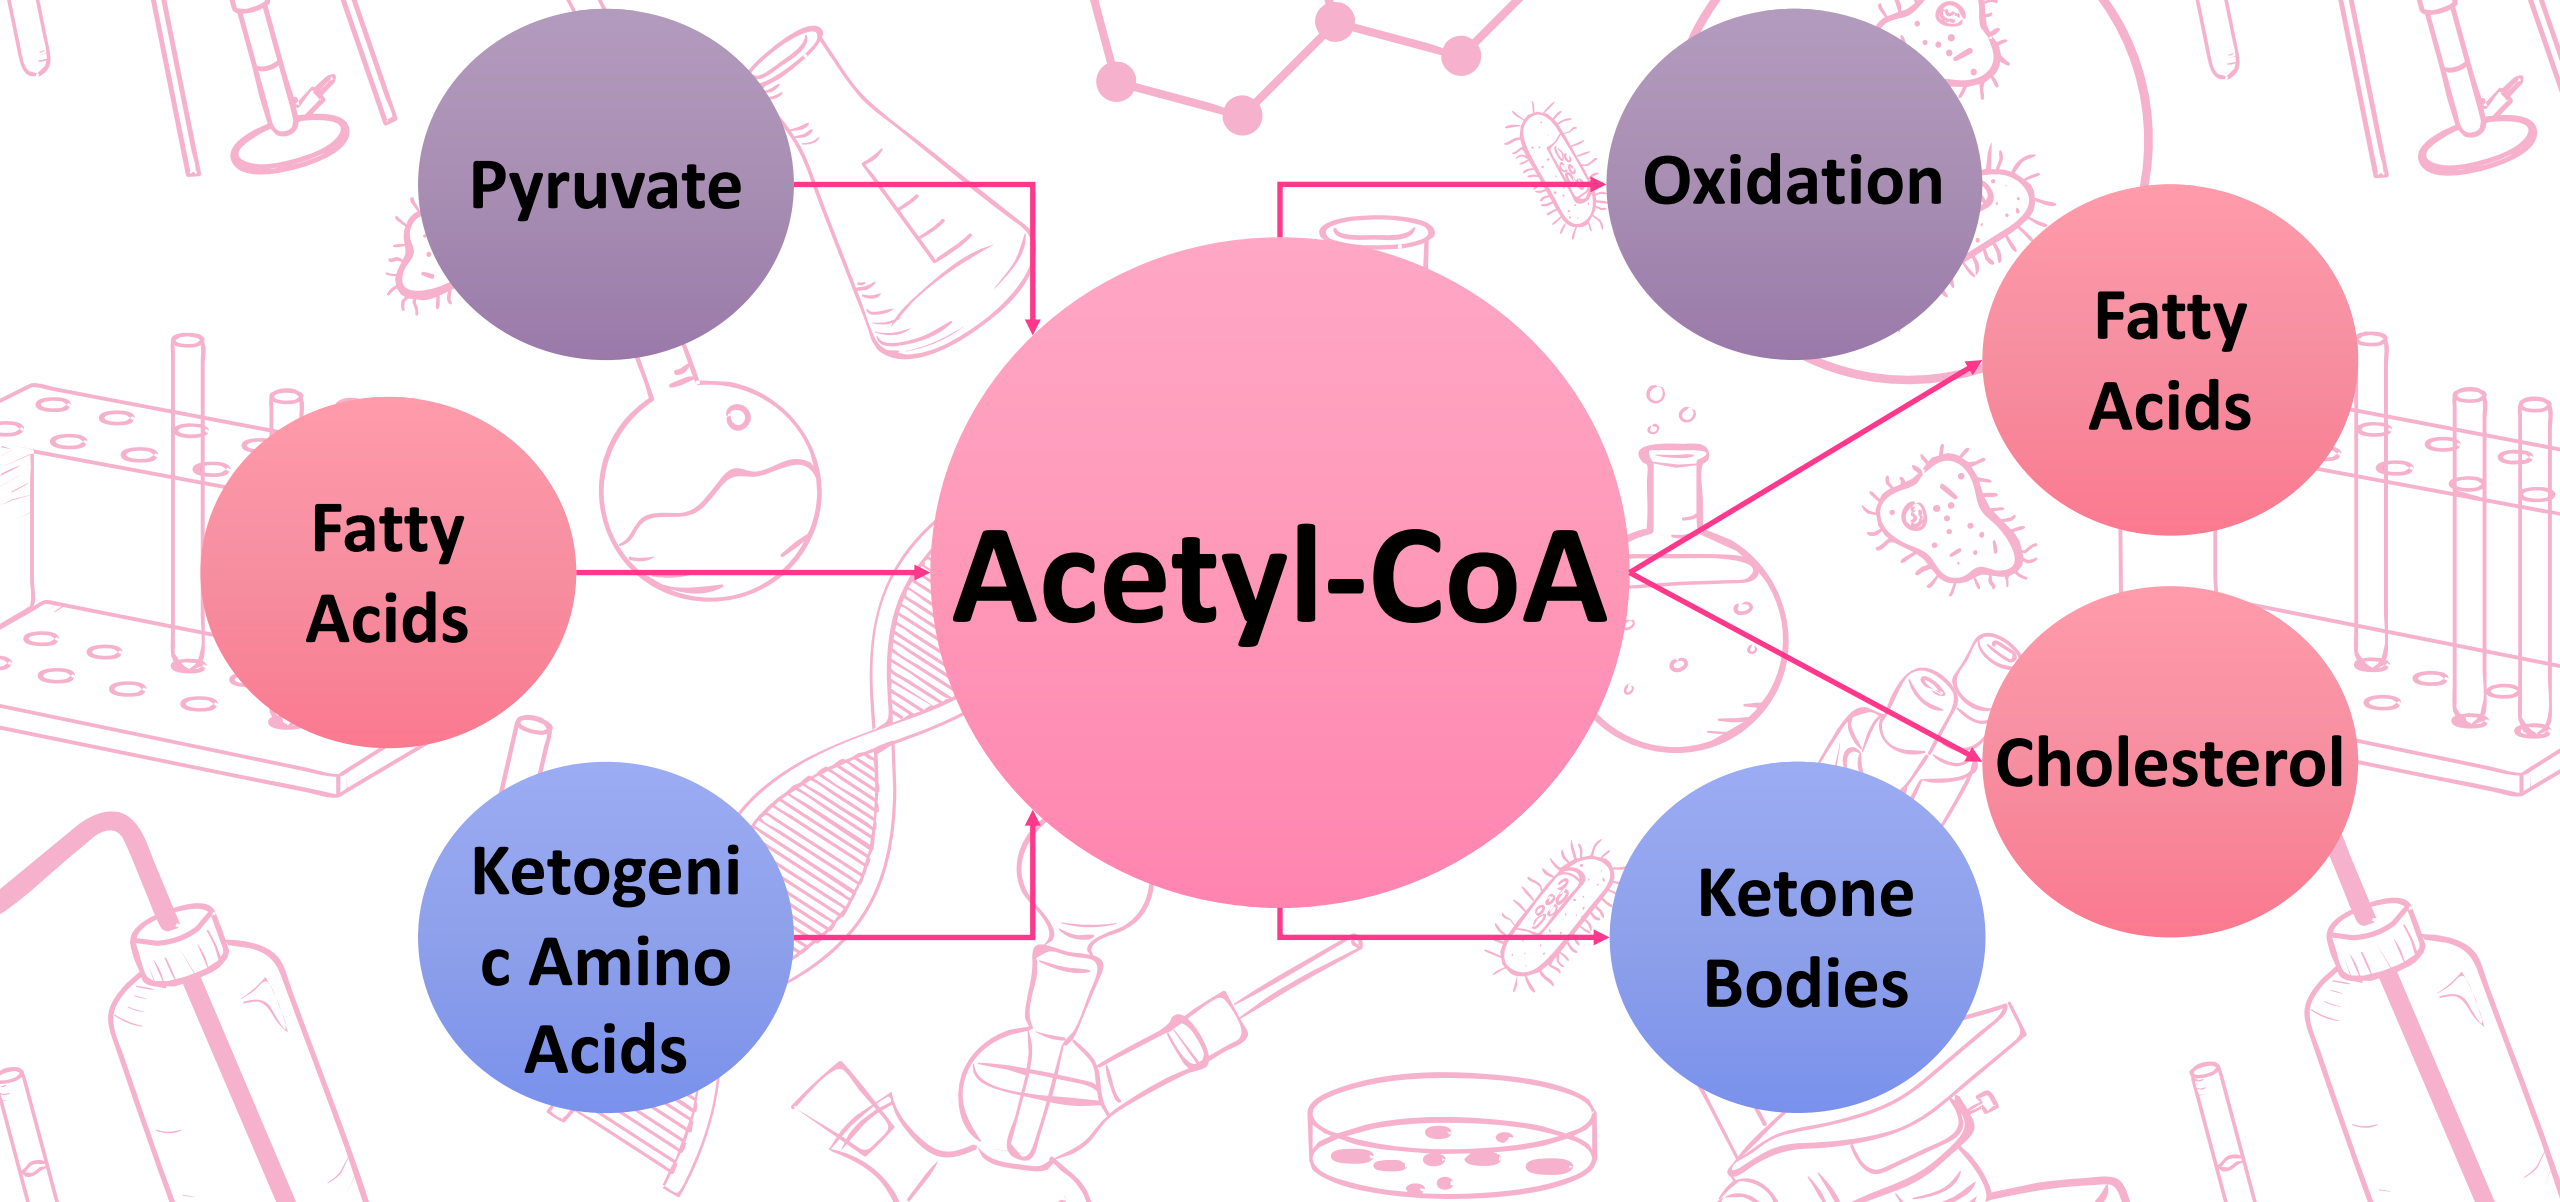 Pyruvate
Fatty
Acids
Ketogeni
c Amino
Acids
Acetyl-CoA
Oxidation
Fatty
Acids
Cholesterol
Ketone
Bodies